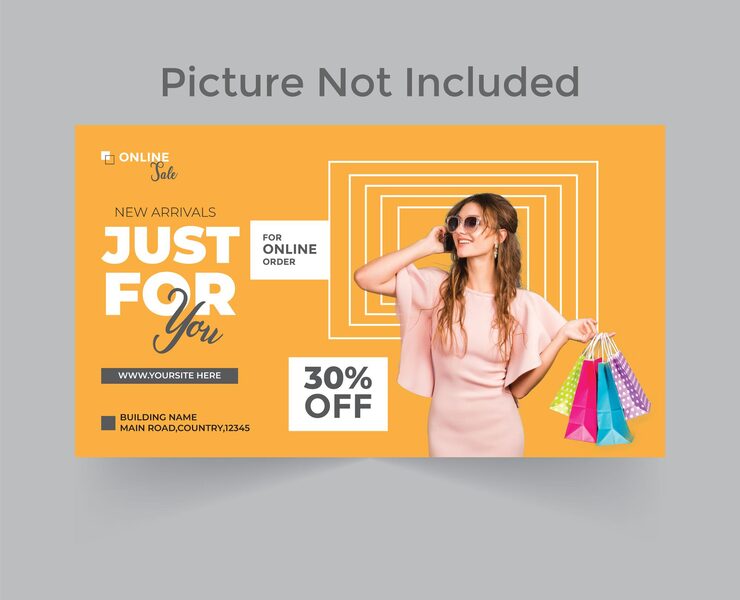 Picture Not Included
ONLINE
Sale
NEW ARRIVALS
JUST
FOR
You
FOR
ONLINE
ORDER
WWW.YOURSITE HERE
30%
OFF
BUILDING NAME
MAIN ROAD,COUNTRY,12345